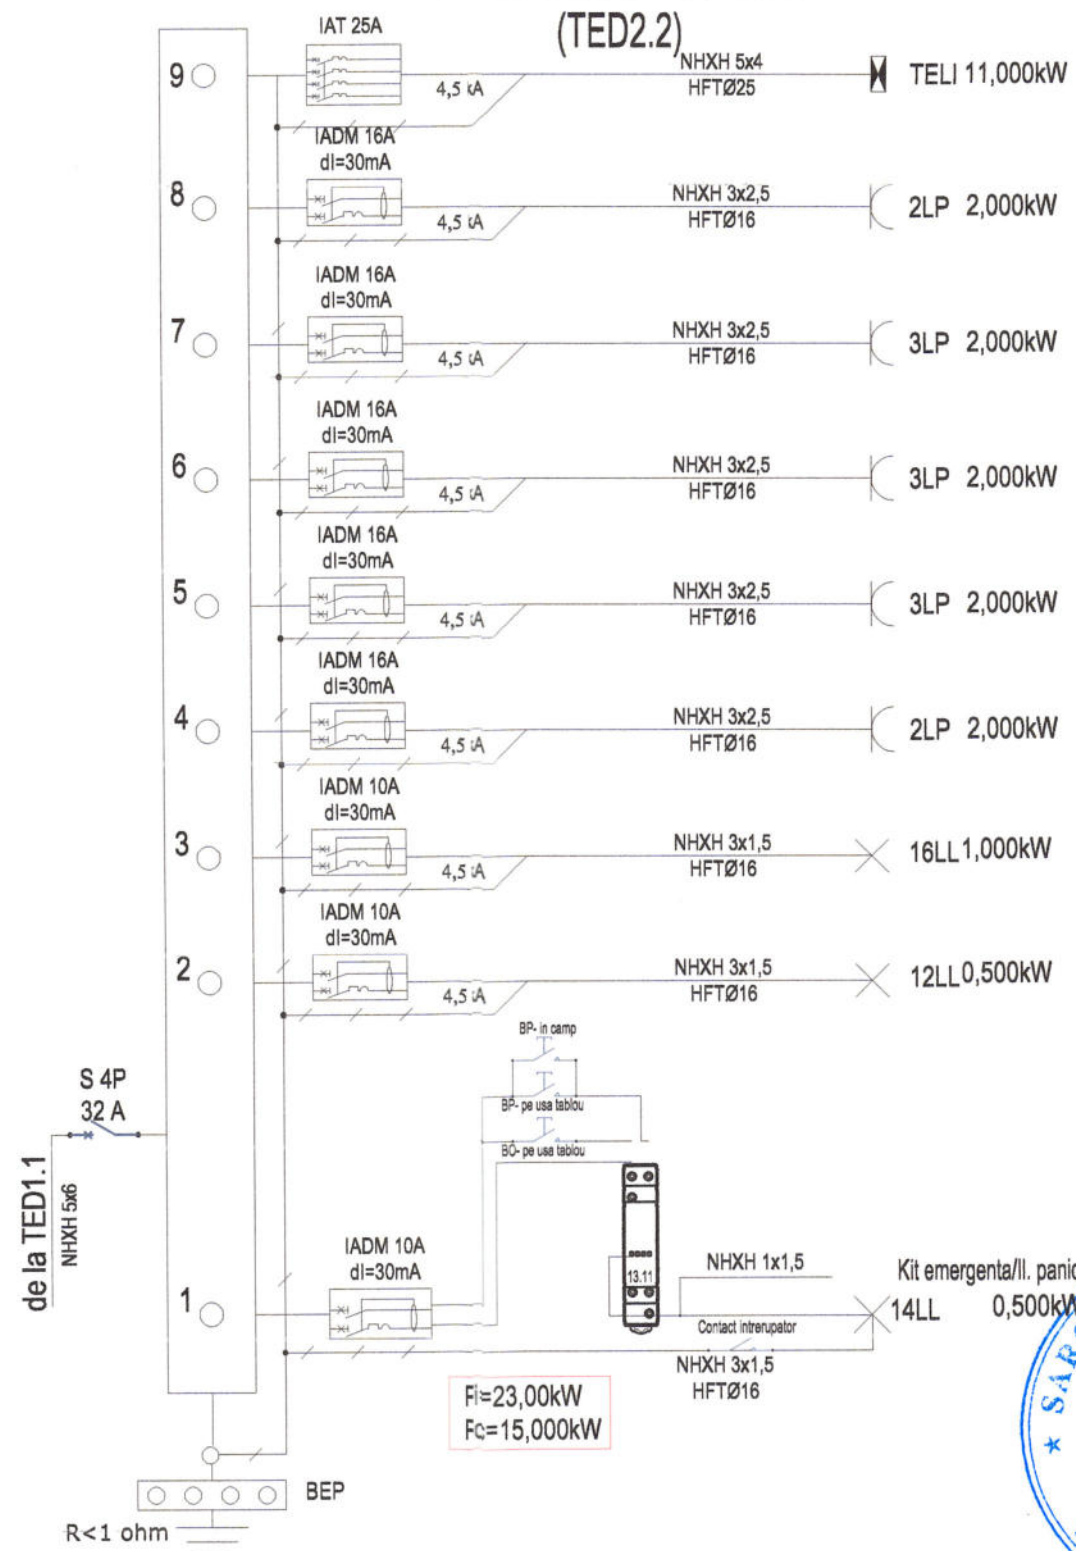 (TED2.2)
IAT 25A
9
4,5 kA
NHXH 5x4
HFTØ25
TELI 11,000kW
IADM 16A
dI=30mA
8
4,5 kA
NHXH 3x2,5
HFTØ16
2LP 2,000kW
IADM 16A
dI=30mA
7
4,5 kA
NHXH 3x2,5
HFTØ16
3LP 2,000kW
IADM 16A
dI=30mA
6
4,5 kA
NHXH 3x2,5
HFTØ16
3LP 2,000kW
IADM 16A
dI=30mA
5
4,5 kA
NHXH 3x2,5
HFTØ16
3LP 2,000kW
IADM 16A
dI=30mA
4
4,5 kA
NHXH 3x2,5
HFTØ16
2LP 2,000kW
IADM 10A
dI=30mA
3
4,5 kA
NHXH 3x1,5
HFTØ16
16LL 1,000kW
IADM 10A
dI=30mA
2
4,5 kA
NHXH 3x1,5
HFTØ16
12LL 0,500kW
BP- in camp
BP- pe usa tablou
BO- pe usa tablou
S 4P
32 A
de la TED1.1
NHXH 5x6
13.11
IADM 10A
dI=30mA
1
NHXH 1x1,5
Kit emergenta/Il. panic
14LL 0,500kW
Contact intrerupator
NHXH 3x1,5
HFTØ16
Pi=23,00kW
Pc=15,000kW
BEP
R<1 ohm